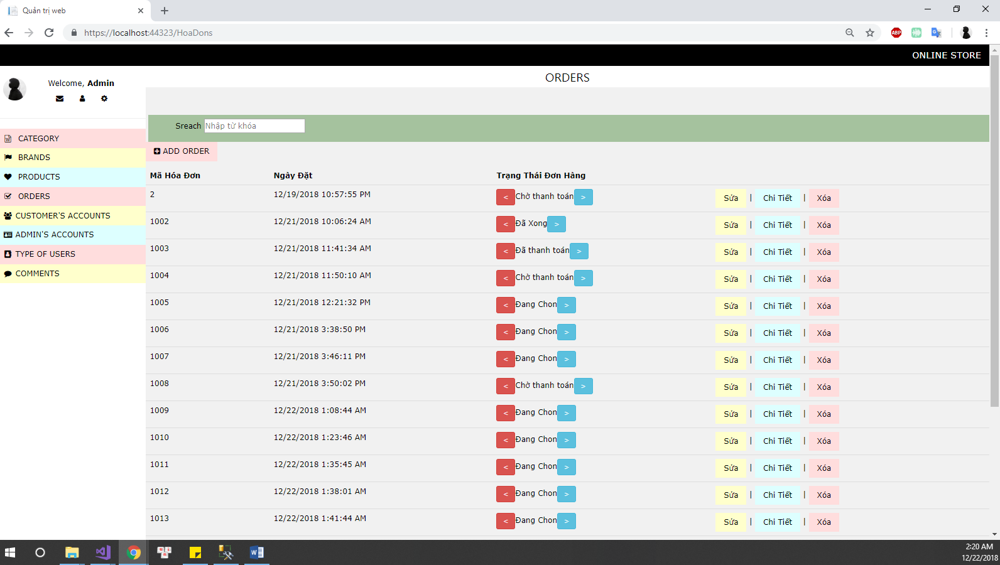 Quản trị web
https://localhost:44323/HoaDons
ABP
ONLINE STORE
Welcome, Admin
ORDERS
Sreach Nhập từ khóa
CATEGORY
BRANDS
PRODUCTS
ORDERS
CUSTOMER'S ACCOUNTS
ADMIN'S ACCOUNTS
TYPE OF USERS
COMMENTS
ADD ORDER
Mã Hóa Đơn Ngày Đặt Trạng Thái Đơn Hàng
2 12/19/2018 10:57:55 PM < Chờ thanh toán > Sửa | Chi Tiết | Xóa
1002 12/21/2018 10:06:24 AM < Đã Xong > Sửa | Chi Tiết | Xóa
1003 12/21/2018 11:41:34 AM < Đã thanh toán > Sửa | Chi Tiết | Xóa
1004 12/21/2018 11:50:10 AM < Chờ thanh toán > Sửa | Chi Tiết | Xóa
1005 12/21/2018 12:21:32 PM < Đang Chon > Sửa | Chi Tiết | Xóa
1006 12/21/2018 3:38:50 PM < Đang Chon > Sửa | Chi Tiết | Xóa
1007 12/21/2018 3:46:11 PM < Đang Chon > Sửa | Chi Tiết | Xóa
1008 12/21/2018 3:50:02 PM < Chờ thanh toán > Sửa | Chi Tiết | Xóa
1009 12/22/2018 1:08:44 AM < Đang Chon > Sửa | Chi Tiết | Xóa
1010 12/22/2018 1:23:46 AM < Đang Chon > Sửa | Chi Tiết | Xóa
1011 12/22/2018 1:35:45 AM < Đang Chon > Sửa | Chi Tiết | Xóa
1012 12/22/2018 1:38:01 AM < Đang Chon > Sửa | Chi Tiết | Xóa
1013 12/22/2018 1:41:44 AM < Đang Chon > Sửa | Chi Tiết | Xóa
2:20 AM
12/22/2018